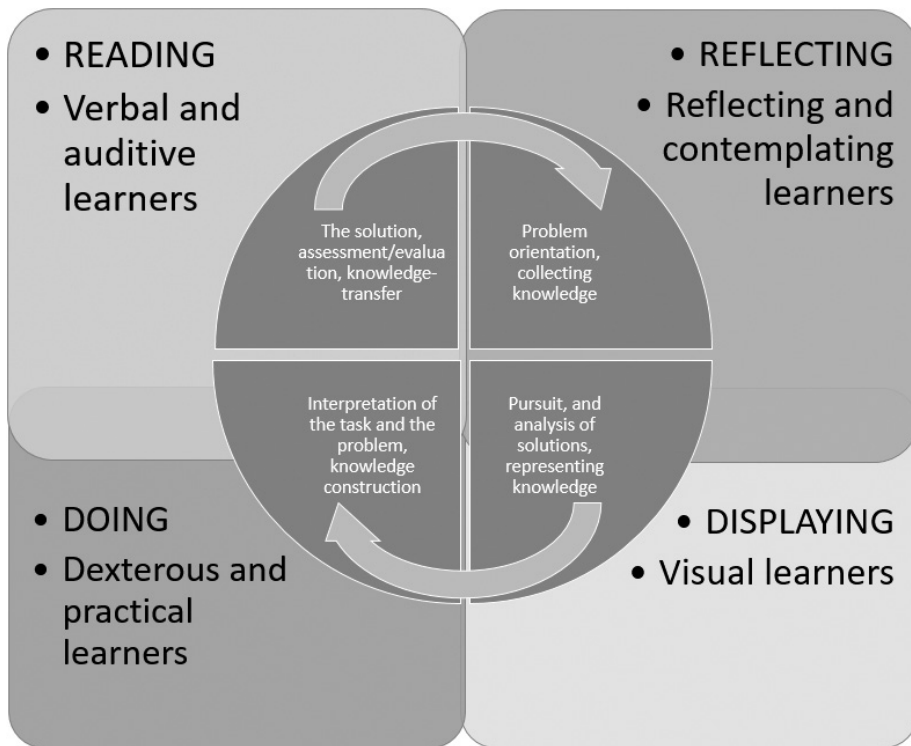 • READING
• Verbal and
auditive
learners
• REFLECTING
• Reflecting and
contemplating
learners
The solution,
assessment/evalua
tion, knowledge-
transfer
Problem
orientation,
collecting
knowledge
Interpretation of
the task and the
problem,
knowledge
construction
Pursuit, and
analysis of
solutions,
representing
knowledge
• DOING
• Dexterous and
practical
learners
• DISPLAYING
• Visual learners